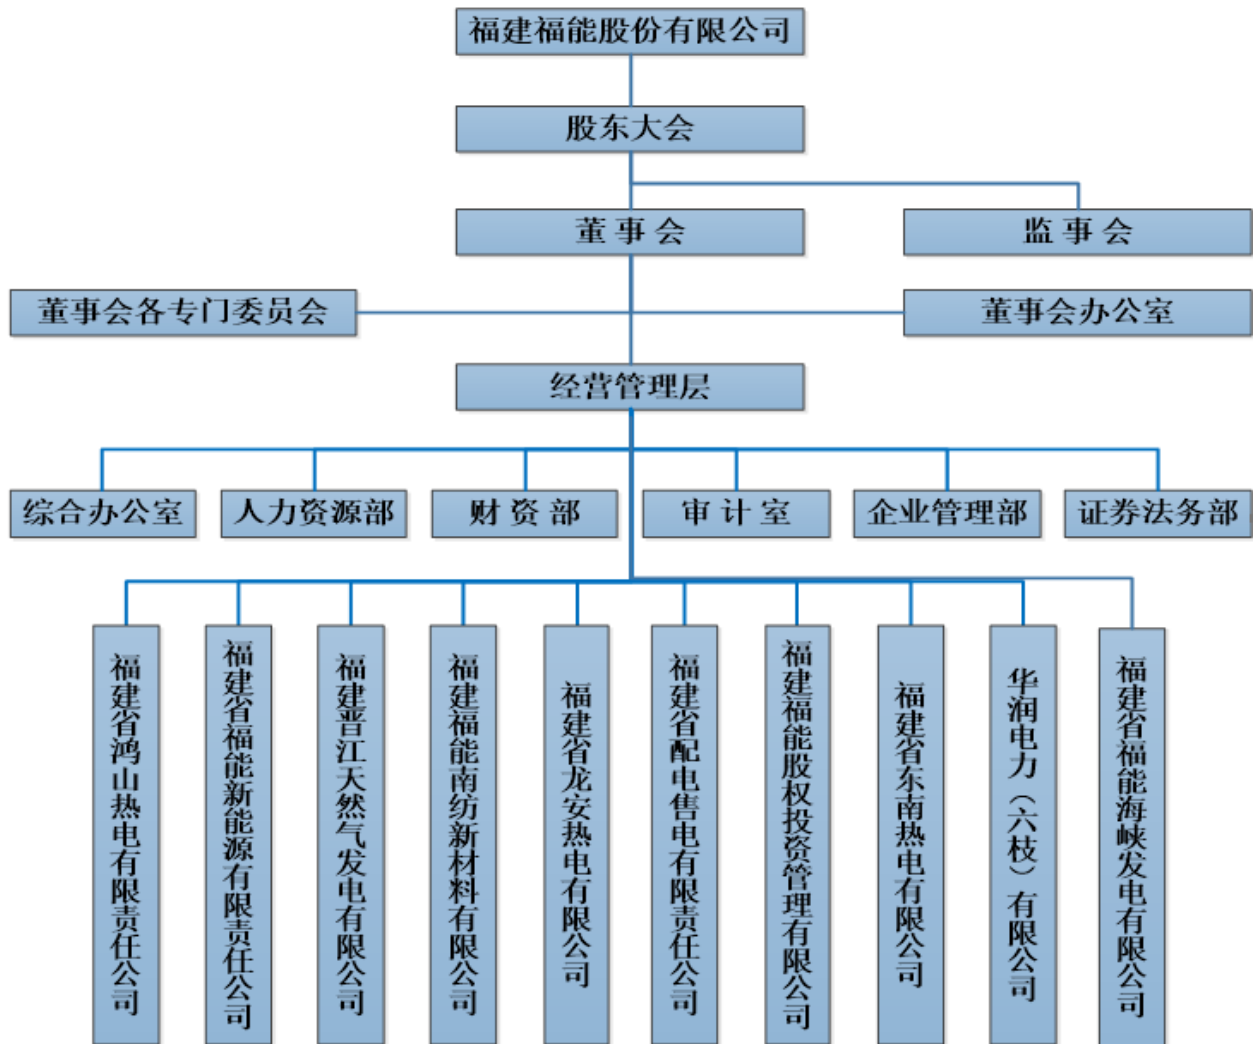 福建福能股份有限公司
股东大会
董 事 会
监 事 会
董事会各专门委员会
董事会办公室
经营管理层
综合办公室
人力资源部
财 资 部
审 计 室
企业管理部
证券法务部
福建省鸿山热电有限责任公司
福建省福能新能源有限责任公司
福建晋江天然气发电有限公司
福建福能南纺新材料有限公司
福建省龙安热电有限公司
福建省配电售电有限责任公司
福建福能股权投资管理有限公司
福建省东南热电有限公司
华润电力（六枝）有限公司
福建省福能海峡发电有限公司